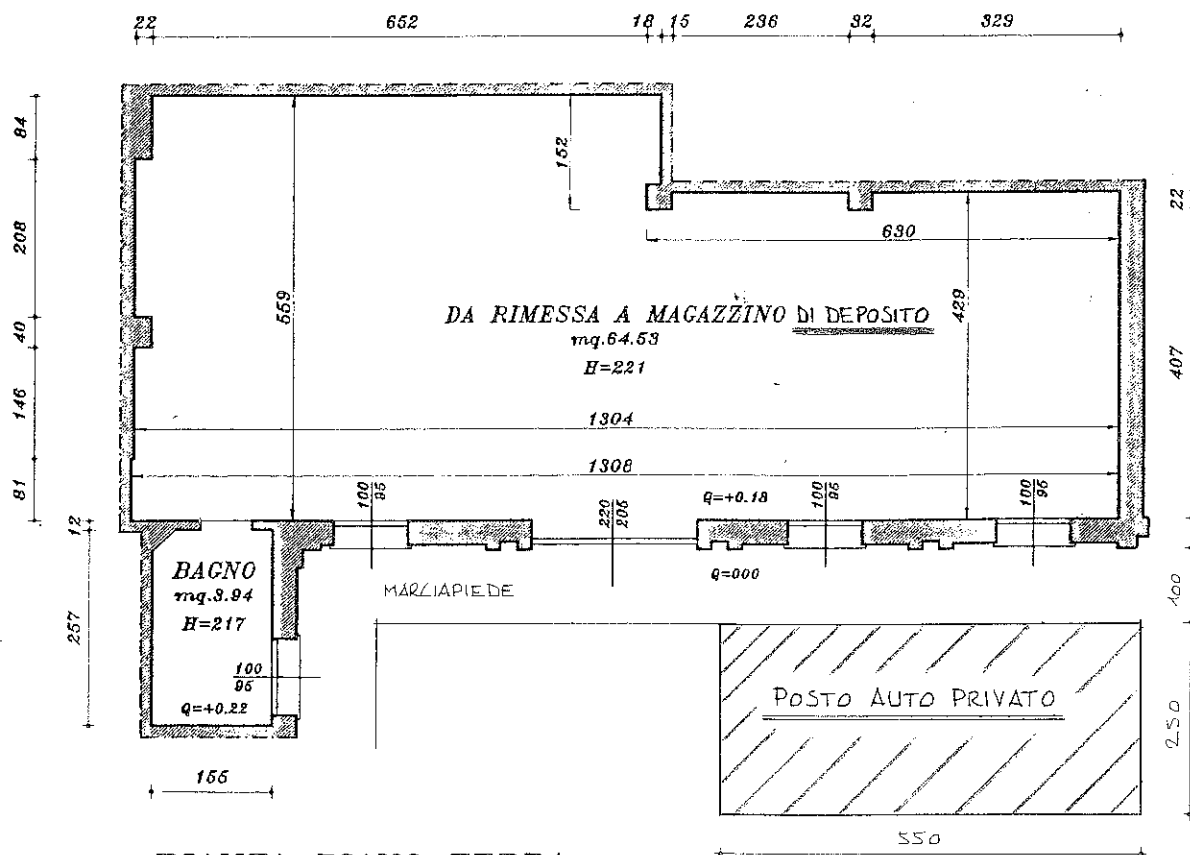 22 652 18 15 236 32 329
84
208
40
146
81
12
257
559
152
630
429
22
407
DA RIMESSA A MAGAZZINO DI DEPOSITO
mq.64.53
H=221
1304
1308
100
95
220
205
Q=+0.18
100
95
100
95
Q=000
MARCIAPIEDE
BAGNO
mq.3.94
H=217
100
95
Q=+0.22
155
POSTO AUTO PRIVATO
100
250
550